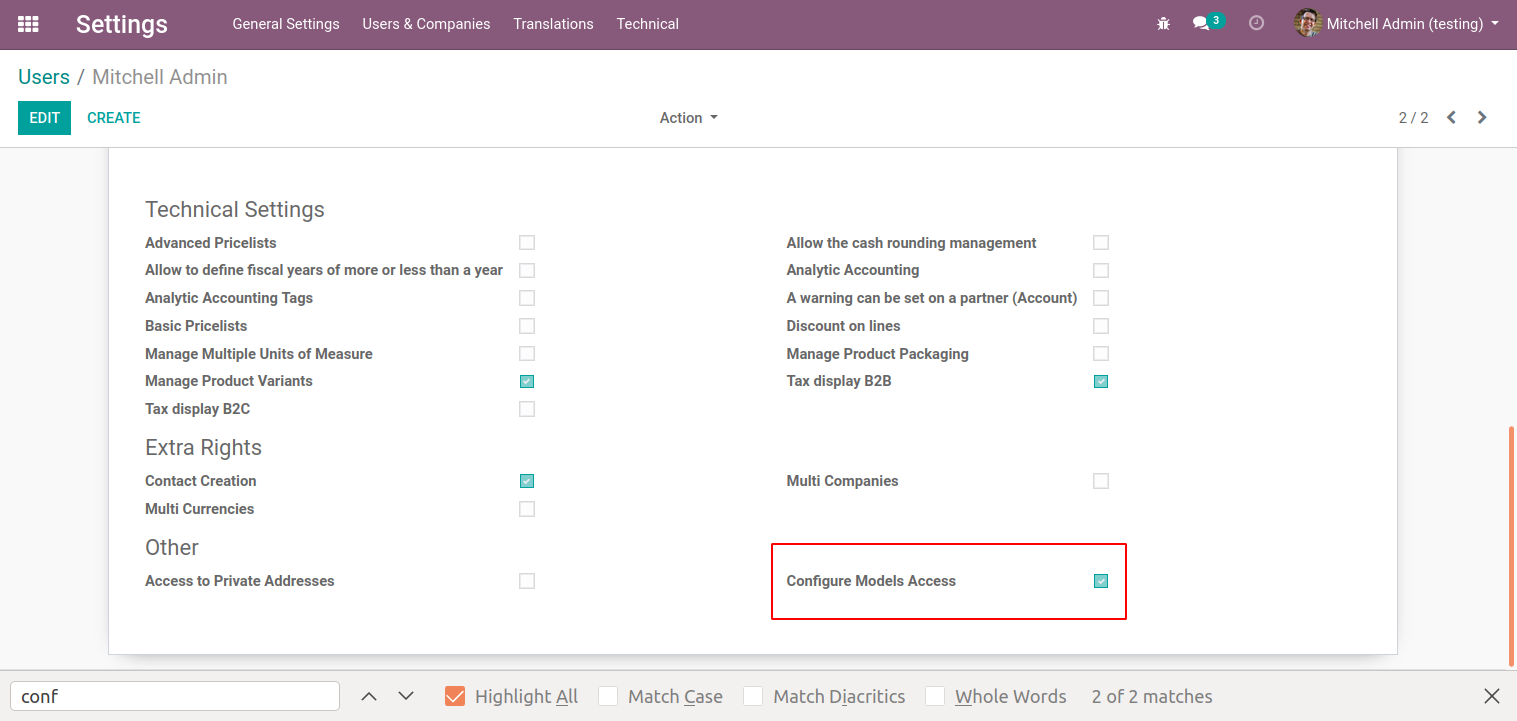 Settings General Settings Users & Companies Translations Technical 3 Mitchell Admin (testing)
Users / Mitchell Admin
EDIT CREATE Action 2 / 2
Technical Settings
Advanced Pricelists Allow the cash rounding management
Allow to define fiscal years of more or less than a year Analytic Accounting
Analytic Accounting Tags A warning can be set on a partner (Account)
Basic Pricelists Discount on lines
Manage Multiple Units of Measure Manage Product Packaging
Manage Product Variants Tax display B2B
Tax display B2C
Extra Rights
Contact Creation Multi Companies
Multi Currencies
Other
Access to Private Addresses Configure Models Access
conf Highlight All Match Case Match Diacritics Whole Words 2 of 2 matches